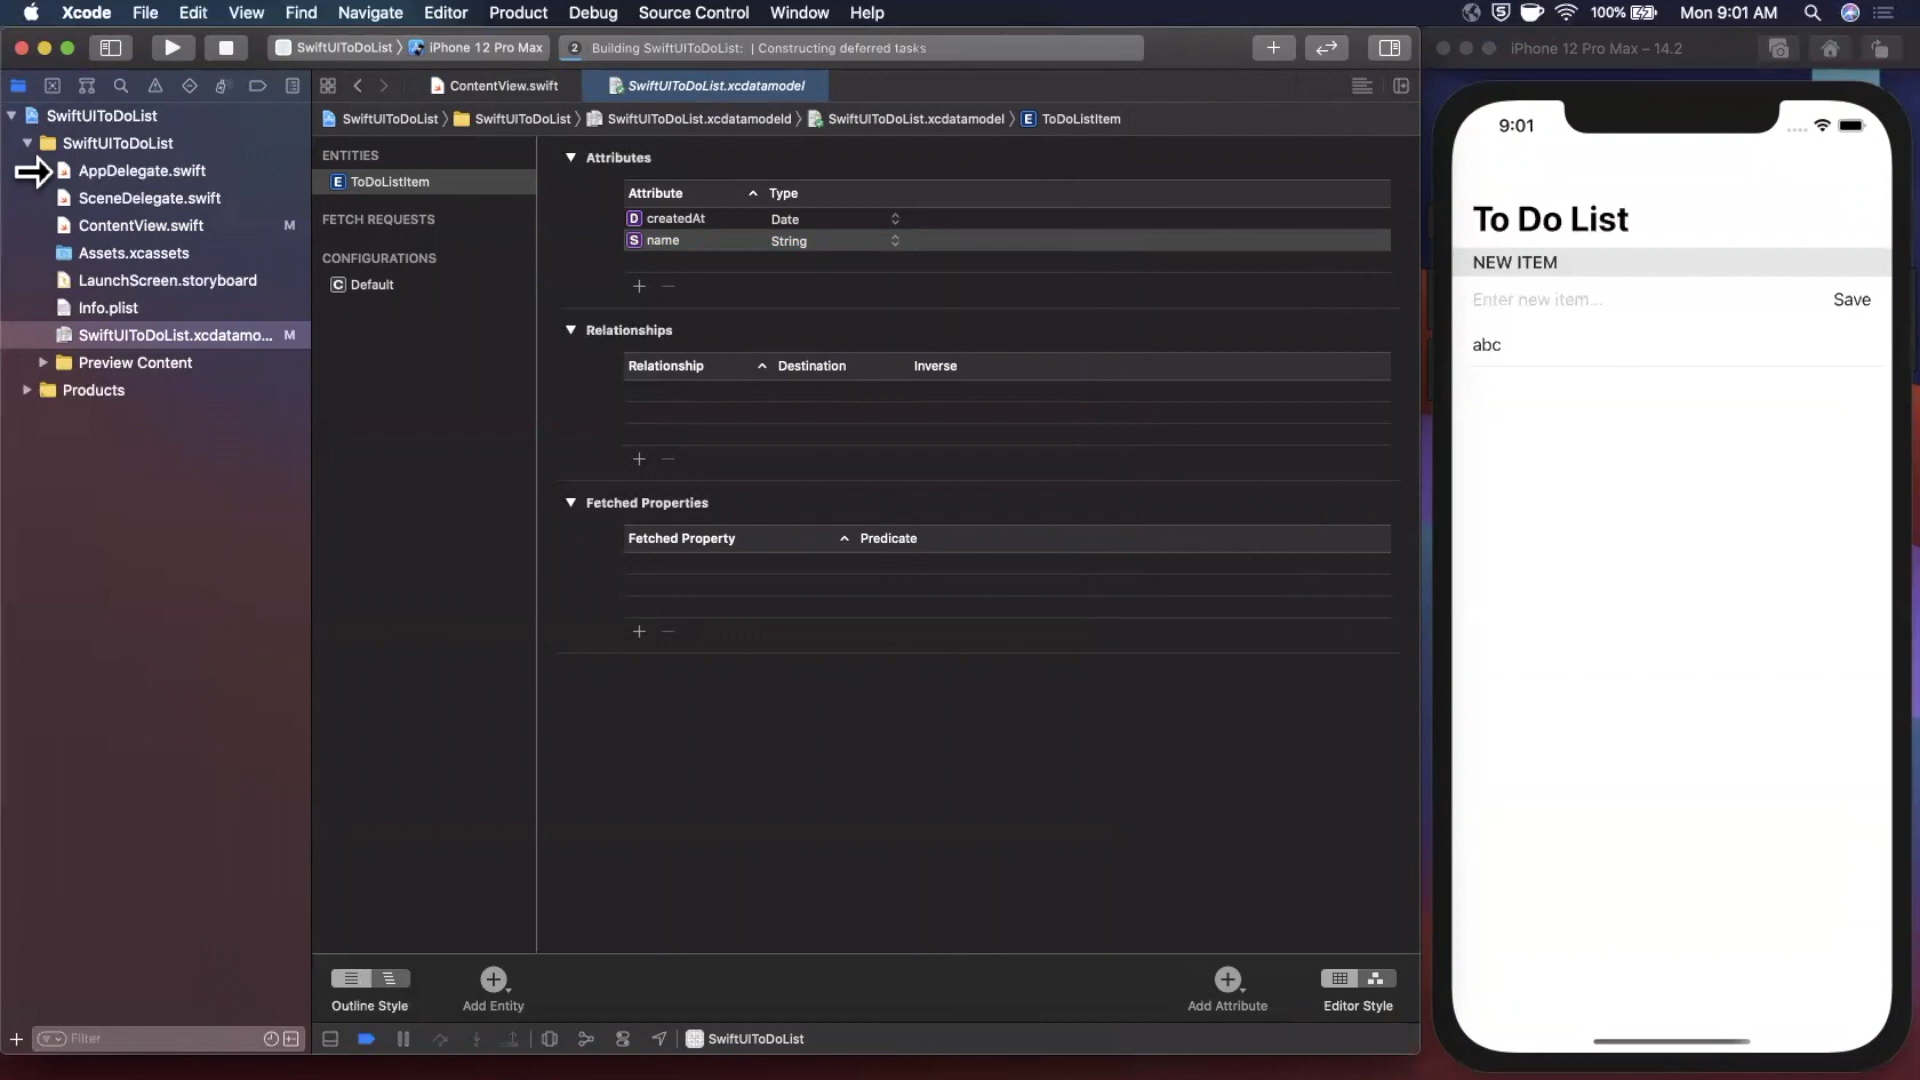 Xcode File Edit View Find Navigate Editor Product Debug Source Control Window Help
100% Mon 9:01 AM
SwiftUIToDoList iPhone 12 Pro Max
2 Building SwiftUIToDoList: | Constructing deferred tasks
iPhone 12 Pro Max – 14.2
ContentView.swift
SwiftUIToDoList.xcdatamodel
SwiftUIToDoList SwiftUIToDoList SwiftUIToDoList.xcdatamodeld SwiftUIToDoList.xcdatamodel E ToDoListItem
SwiftUIToDoList
SwiftUIToDoList
AppDelegate.swift
SceneDelegate.swift
ContentView.swift M
Assets.xcassets
LaunchScreen.storyboard
Info.plist
SwiftUIToDoList.xcdatamo... M
Preview Content
Products
Filter
ENTITIES
E ToDoListItem
FETCH REQUESTS
CONFIGURATIONS
C Default
Attributes
Attribute Type
D createdAt Date
S name String
Relationships
Relationship Destination Inverse
Fetched Properties
Fetched Property Predicate
Outline Style
Add Entity
Add Attribute
Editor Style
SwiftUIToDoList
9:01
To Do List
NEW ITEM
Enter new item... Save
abc